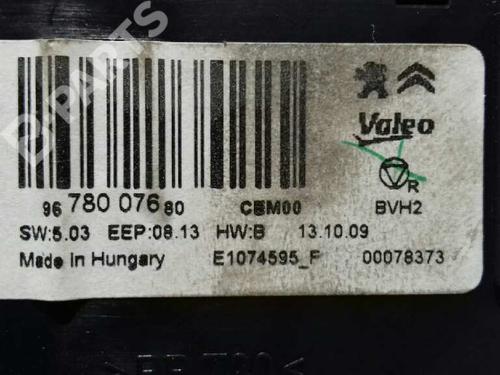 B-PARTS
Valeo
R
96 780 076 80 CEM00 BVH2
SW:5.03 EEP:08.13 HW:B 13.10.09
Made in Hungary E1074595_F 00078373